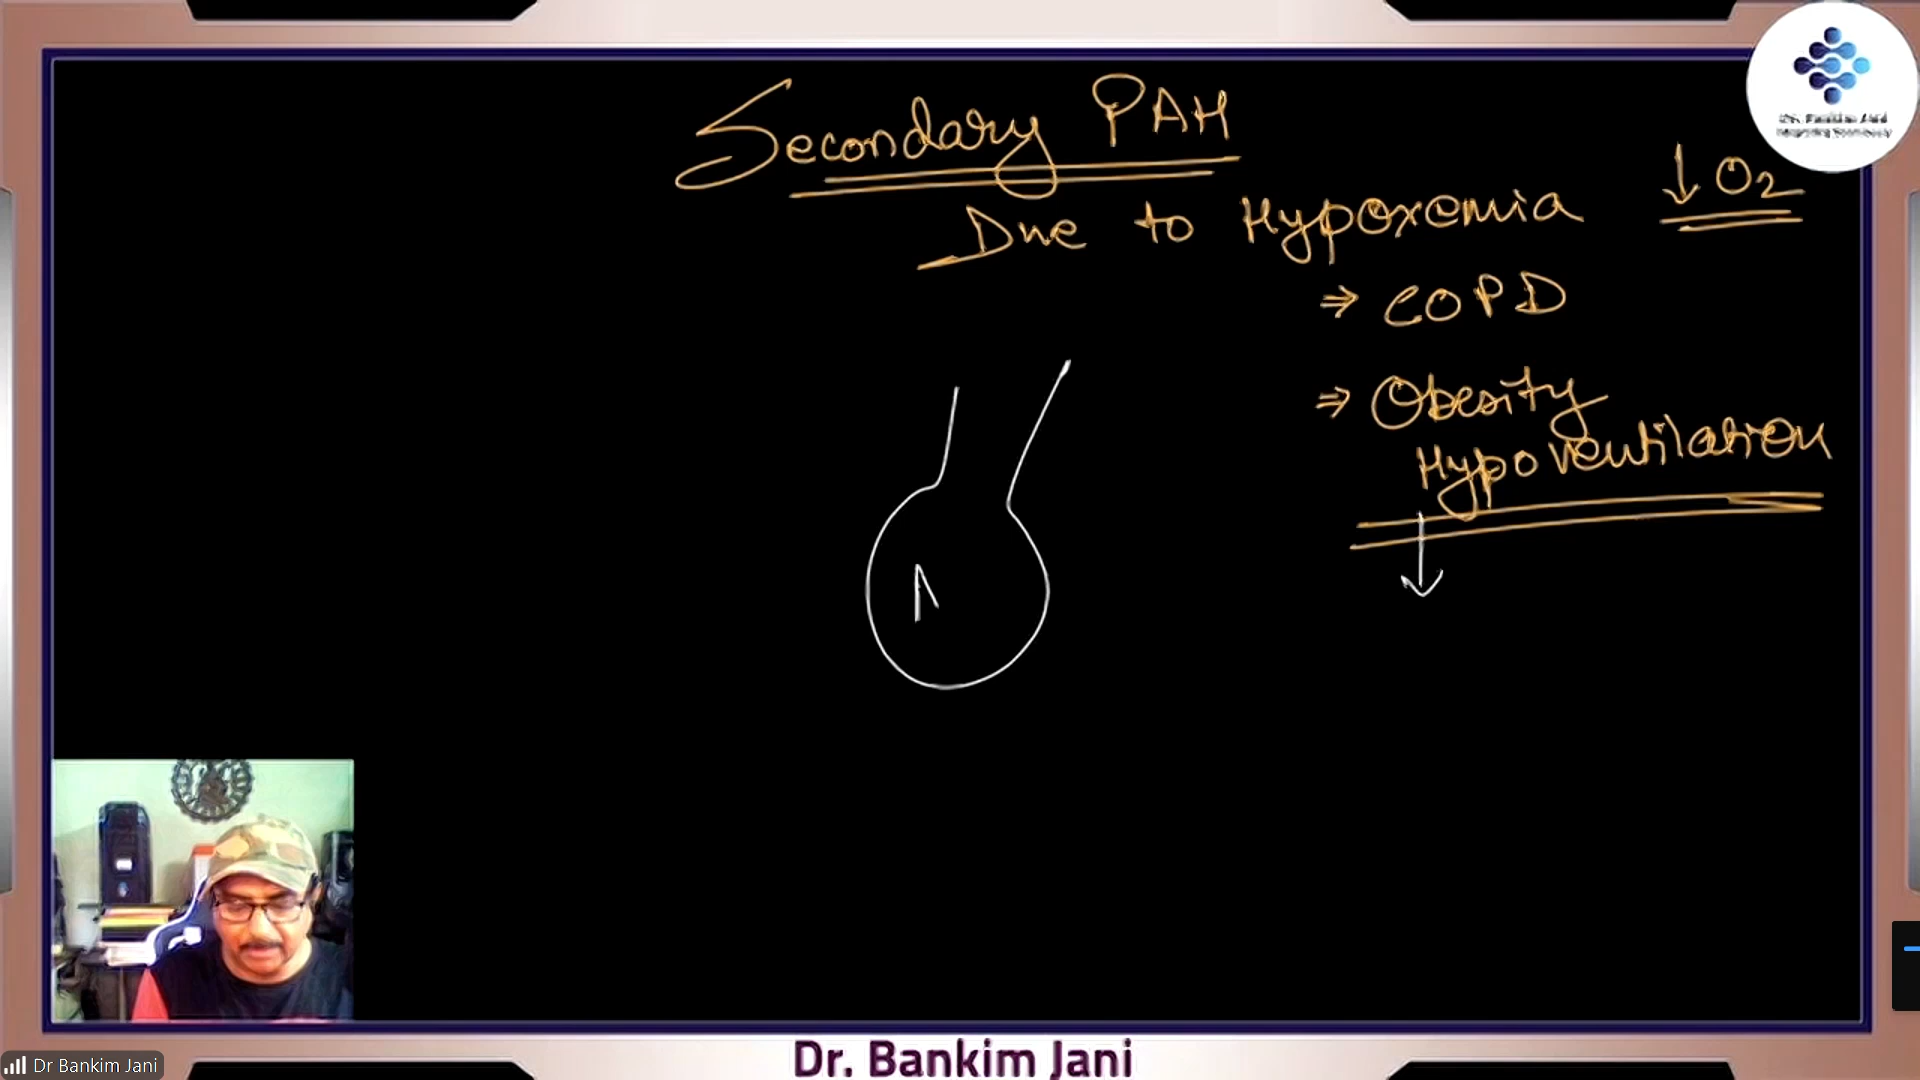 Secondary PAH
↓ O2
Due to Hypoxemia
⇒ COPD
⇒ Obesity
Hypoventilation
Dr Bankim Jani
Dr. Bankim Jani